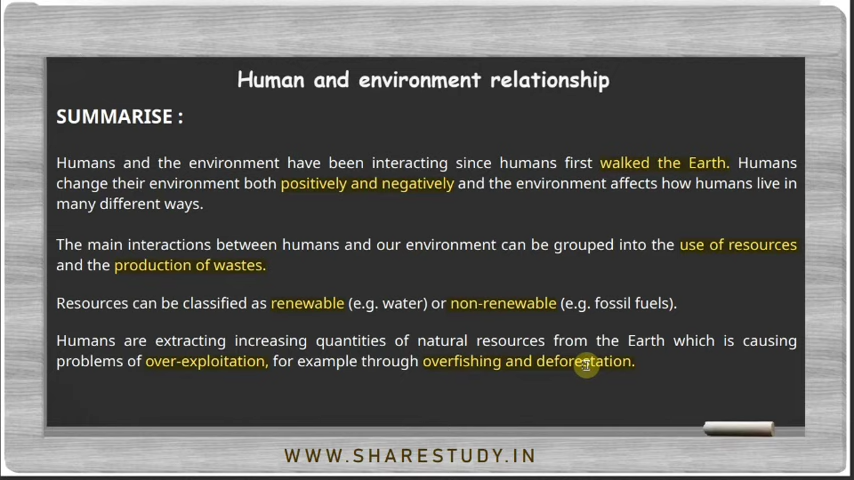 Human and environment relationship
SUMMARISE :
Humans and the environment have been interacting since humans first walked the Earth. Humans
change their environment both positively and negatively and the environment affects how humans live in
many different ways.
The main interactions between humans and our environment can be grouped into the use of resources
and the production of wastes.
Resources can be classified as renewable (e.g. water) or non-renewable (e.g. fossil fuels).
Humans are extracting increasing quantities of natural resources from the Earth which is causing
problems of over-exploitation, for example through overfishing and deforestation.
WWW.SHARESTUDY.IN